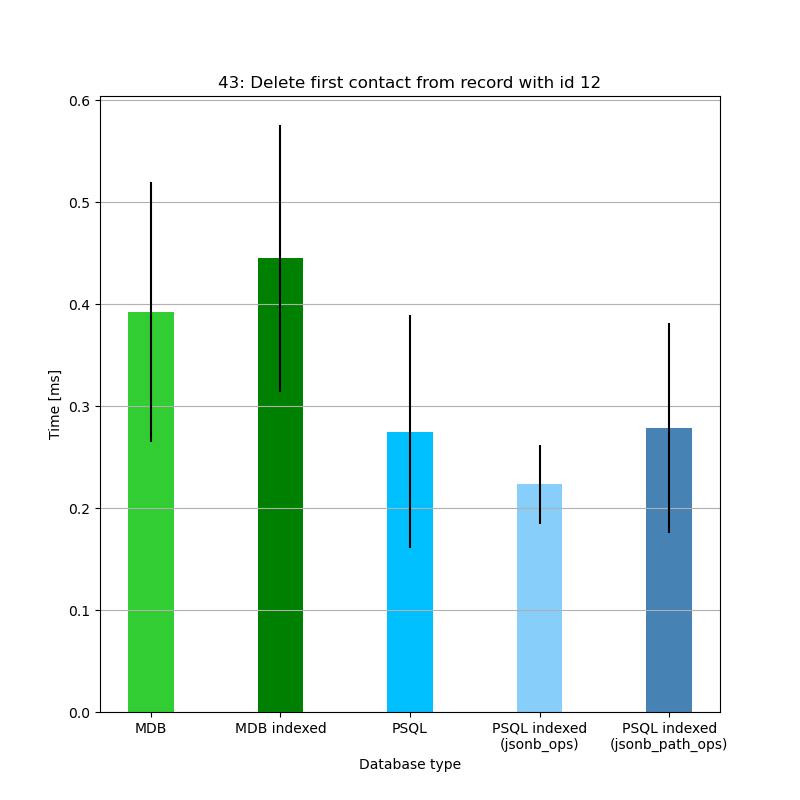 43: Delete first contact from record with id 12
0.6
0.5
0.4
0.3
0.2
0.1
0.0
Time [ms]
MDB
MDB indexed
PSQL
PSQL indexed
(jsonb_ops)
PSQL indexed
(jsonb_path_ops)
Database type